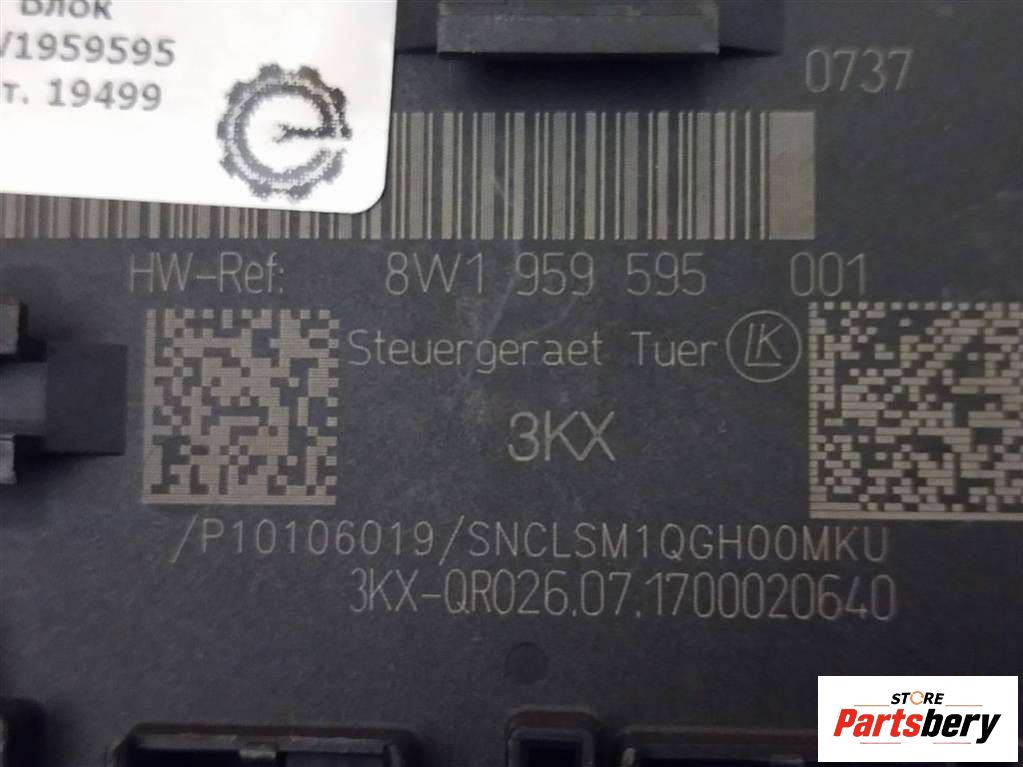 Блок
1959595
т. 19499
0737
HW-Ref: 8W1 959 595 001
Steuergeraet Tuer LK
3KX
/P10106019/SNCLSM1QGH00MKU
3KX-QR026.07.1700020640
STORE
Partsbery